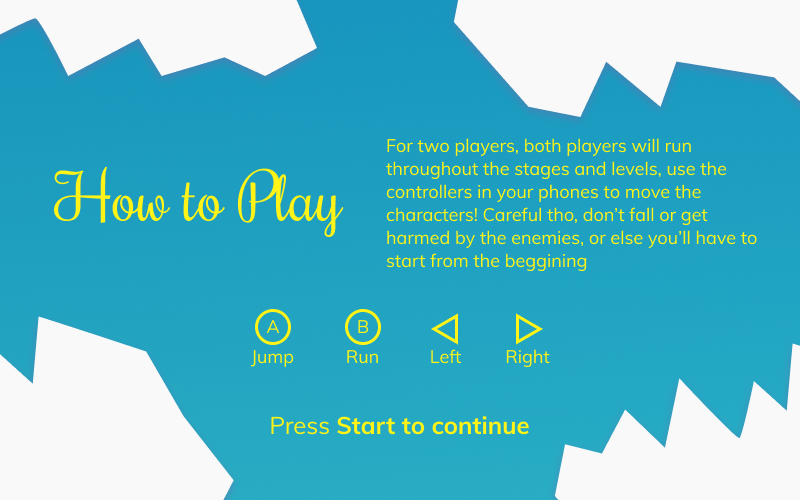 How to Play
For two players, both players will run
throughout the stages and levels, use the
controllers in your phones to move the
characters! Careful tho, don't fall or get
harmed by the enemies, or else you'll have to
start from the beggining
A B
Jump Run Left Right
Press Start to continue